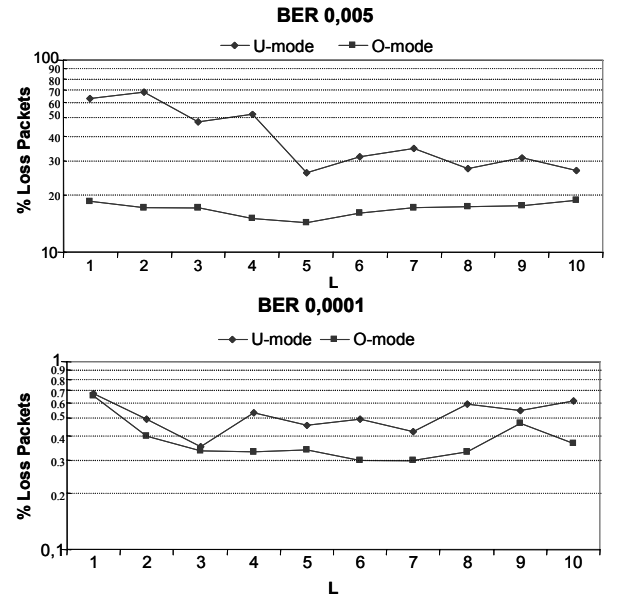 BER 0,005
U-mode O-mode
100
90
80
70
60
50
40
30
20
10
% Loss Packets
1 2 3 4 5 6 7 8 9 10
L
BER 0,0001
U-mode O-mode
1
0.9
0.8
0.7
0.6
0.5
0.4
0.3
0.2
0,1
% Loss Packets
1 2 3 4 5 6 7 8 9 10
L